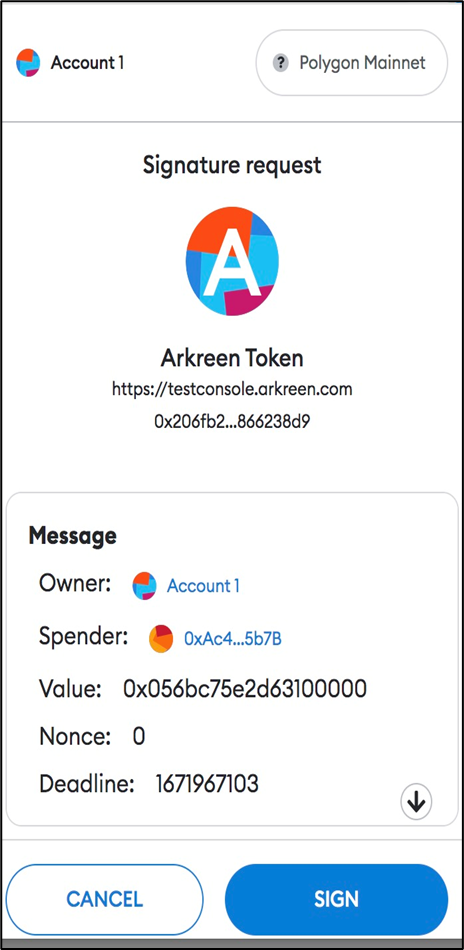 Account 1
? Polygon Mainnet
Signature request
A
Arkreen Token
https://testconsole.arkreen.com
0x206fb2...866238d9
Message
Owner: Account 1
Spender: 0xAc4...5b7B
Value: 0x056bc75e2d63100000
Nonce: 0
Deadline: 1671967103
CANCEL SIGN